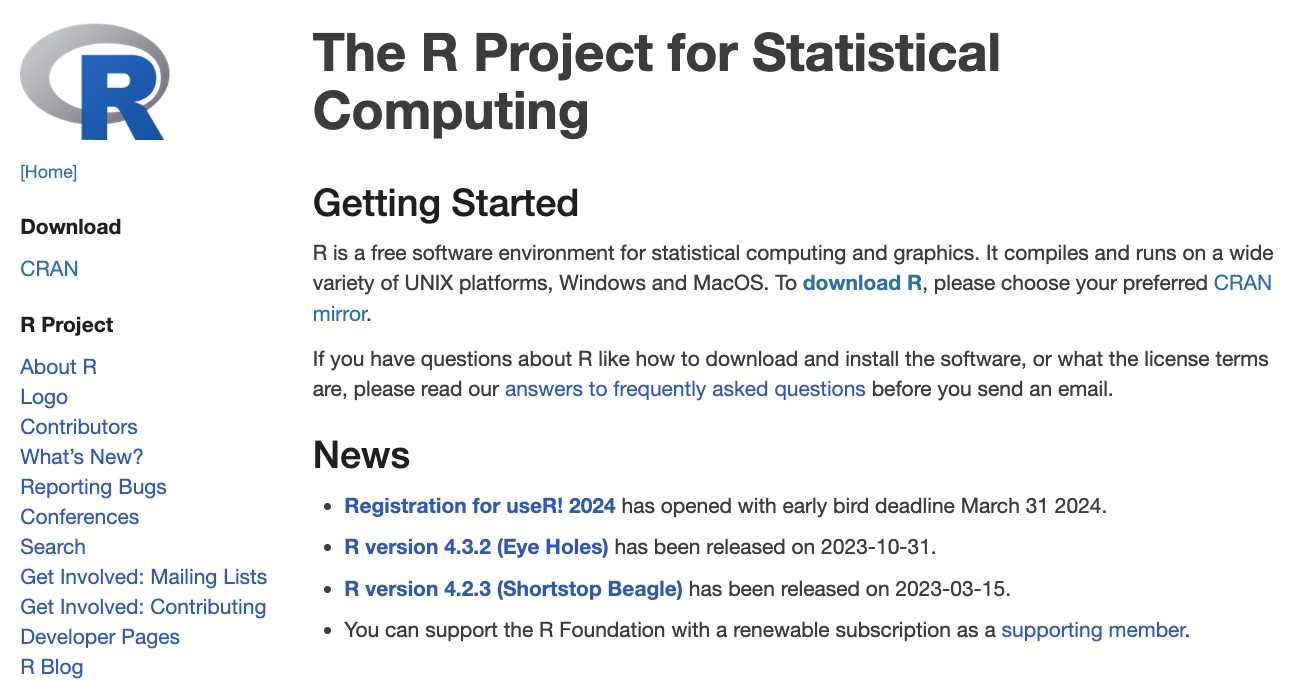 R
[Home]
Download
CRAN
R Project
About R
Logo
Contributors
What’s New?
Reporting Bugs
Conferences
Search
Get Involved: Mailing Lists
Get Involved: Contributing
Developer Pages
R Blog
The R Project for Statistical
Computing
Getting Started
R is a free software environment for statistical computing and graphics. It compiles and runs on a wide
variety of UNIX platforms, Windows and MacOS. To download R, please choose your preferred CRAN
mirror.
If you have questions about R like how to download and install the software, or what the license terms
are, please read our answers to frequently asked questions before you send an email.
News
• Registration for useR! 2024 has opened with early bird deadline March 31 2024.
• R version 4.3.2 (Eye Holes) has been released on 2023-10-31.
• R version 4.2.3 (Shortstop Beagle) has been released on 2023-03-15.
• You can support the R Foundation with a renewable subscription as a supporting member.